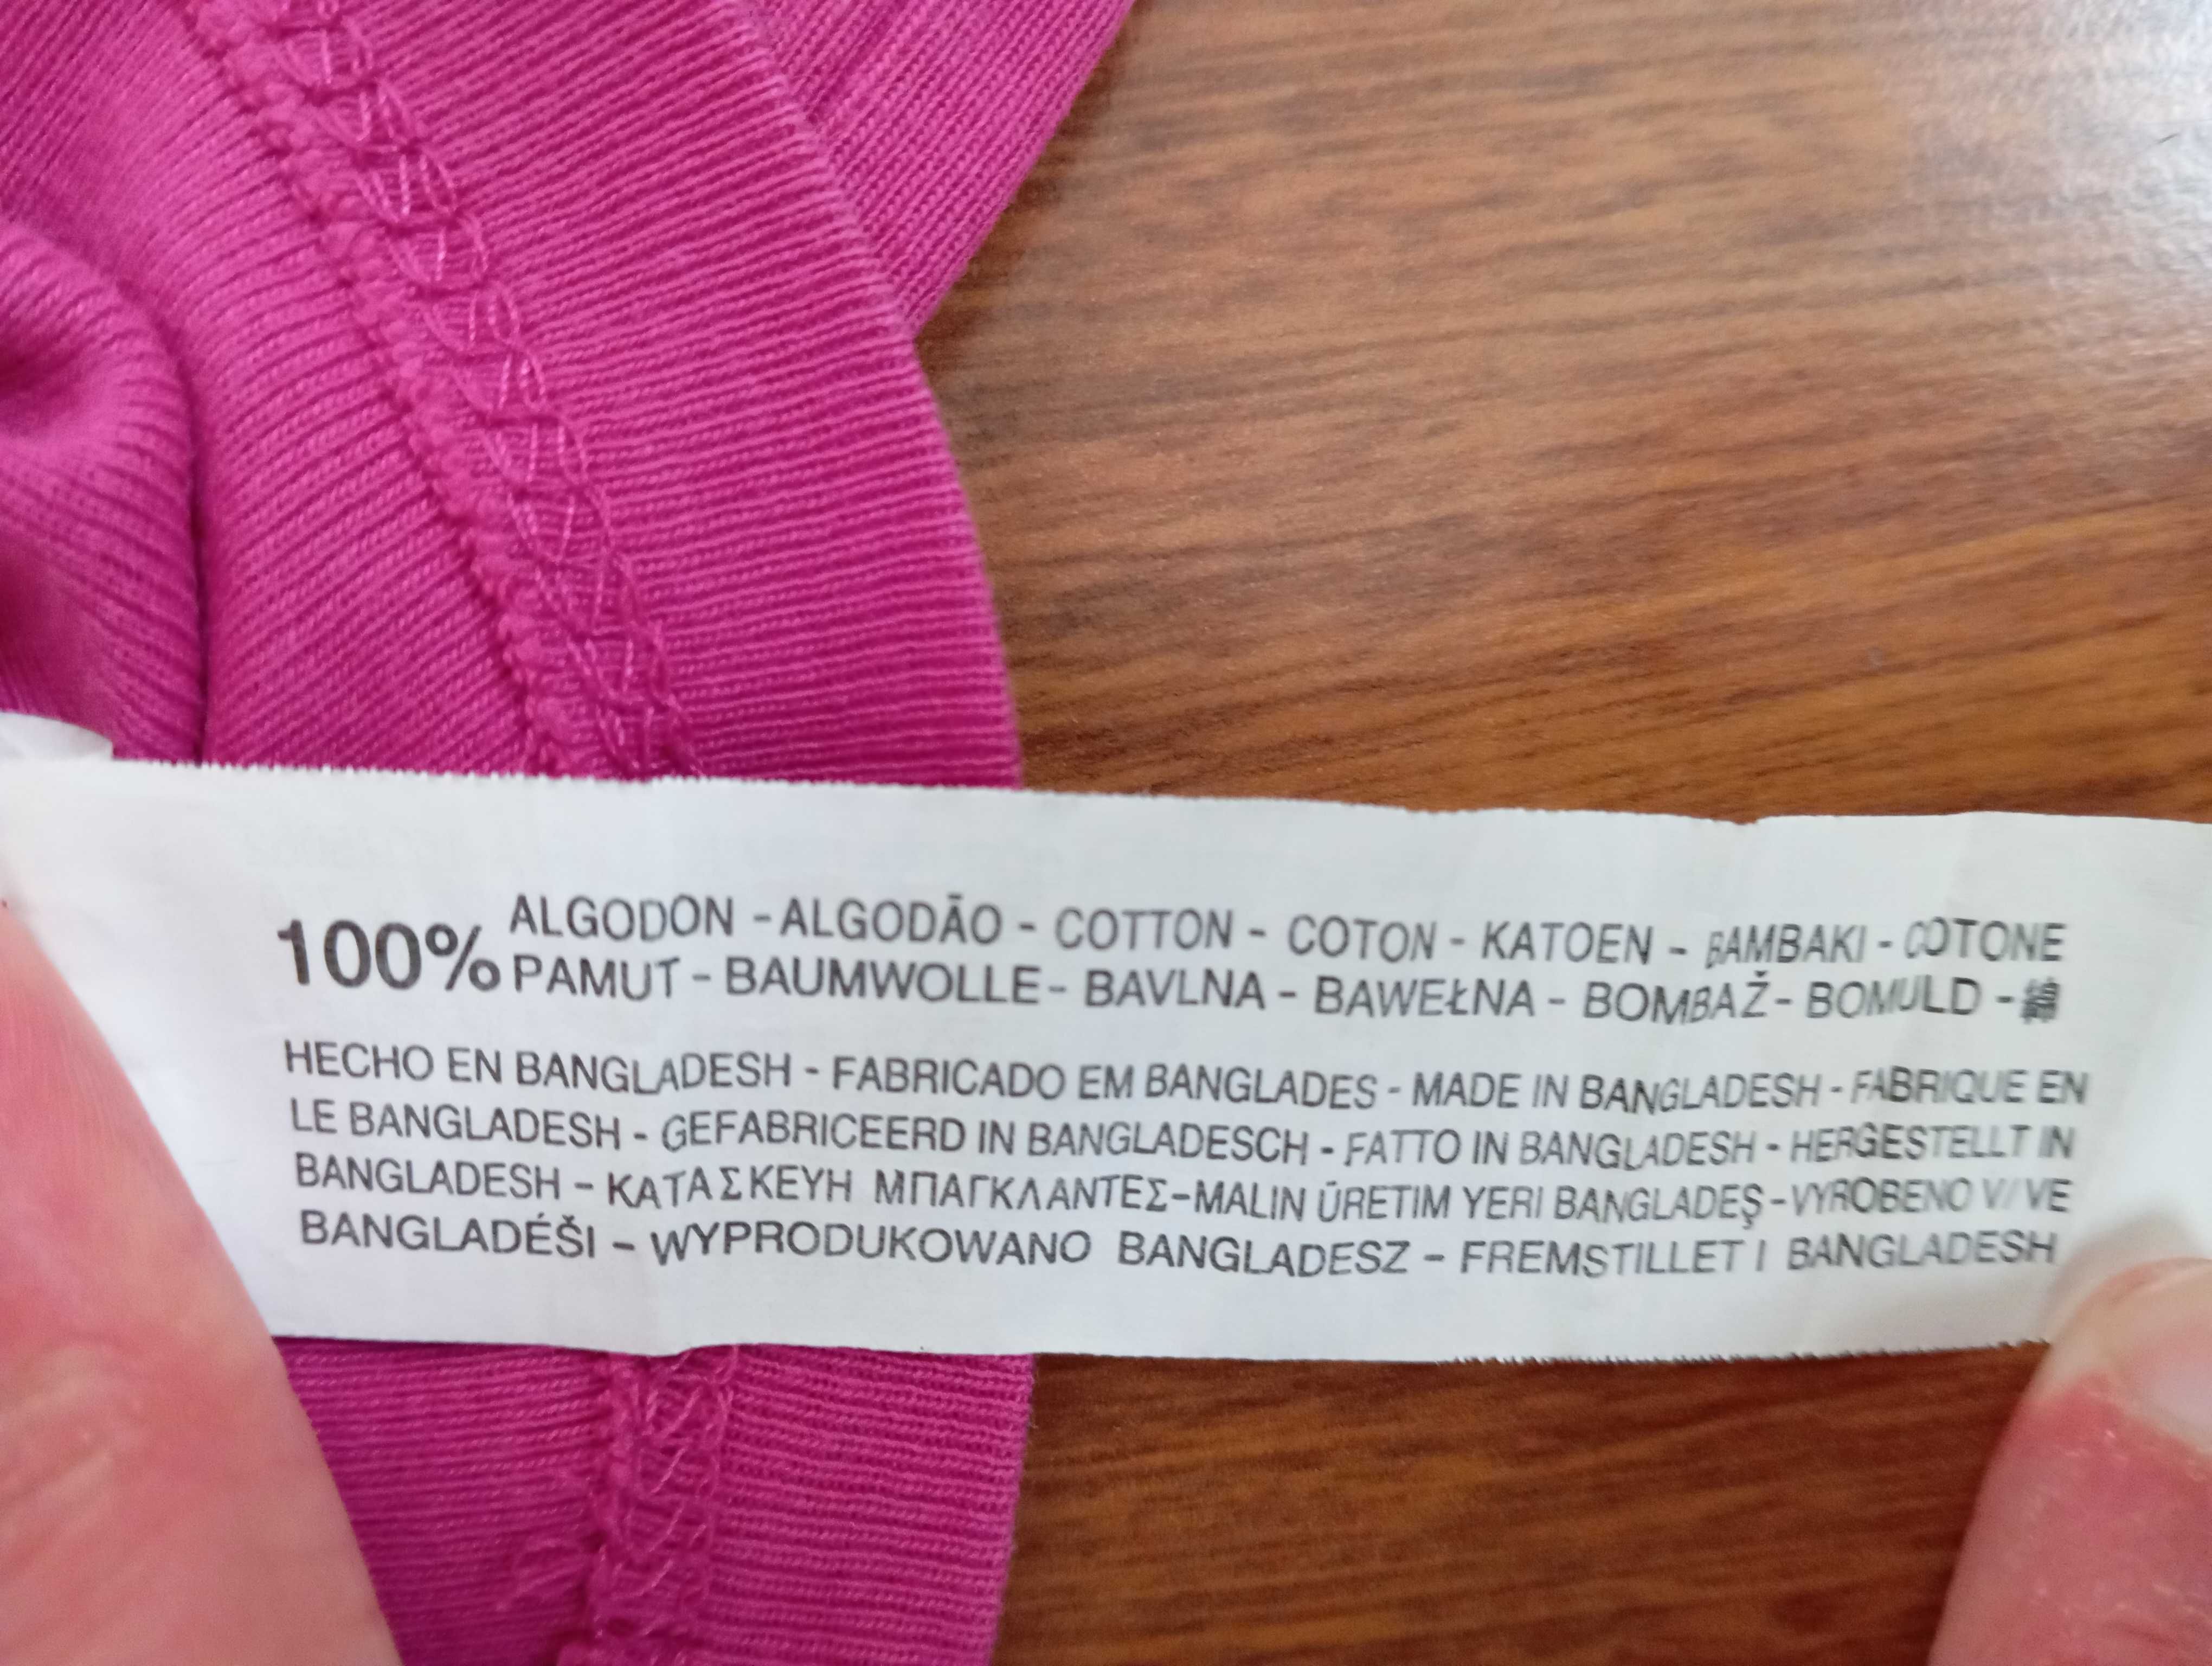 100% ALGODON - ALGODÃO - COTTON - COTON - KATOEN - BAMBAKI - COTONE
PAMUT - BAUMWOLLE - BAVLNA - BAWEŁNA - BOMBAŽ - BOMULD - 綿
HECHO EN BANGLADESH - FABRICADO EM BANGLADES - MADE IN BANGLADESH - FABRIQUE EN
LE BANGLADESH - GEFABRICEERD IN BANGLADESCH - FATTO IN BANGLADESH - HERGESTELLT IN
BANGLADESH - ΚΑΤΑΣΚΕΥΗ ΜΠΑΓΚΛΑΝΤΕΣ - MALIN ÜRETIM YERI BANGLADEŞ - VYROBENO V/VE
BANGLADÉŠI - WYPRODUKOWANO BANGLADESZ - FREMSTILLET I BANGLADESH